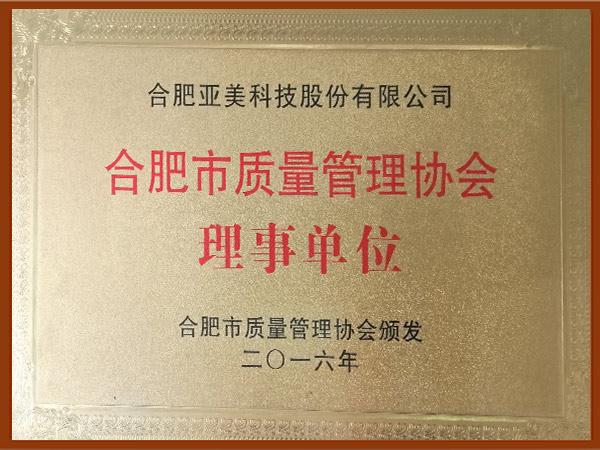 合肥亚美科技股份有限公司
合肥市质量管理协会
理事单位
合肥市质量管理协会颁发
二〇一六年